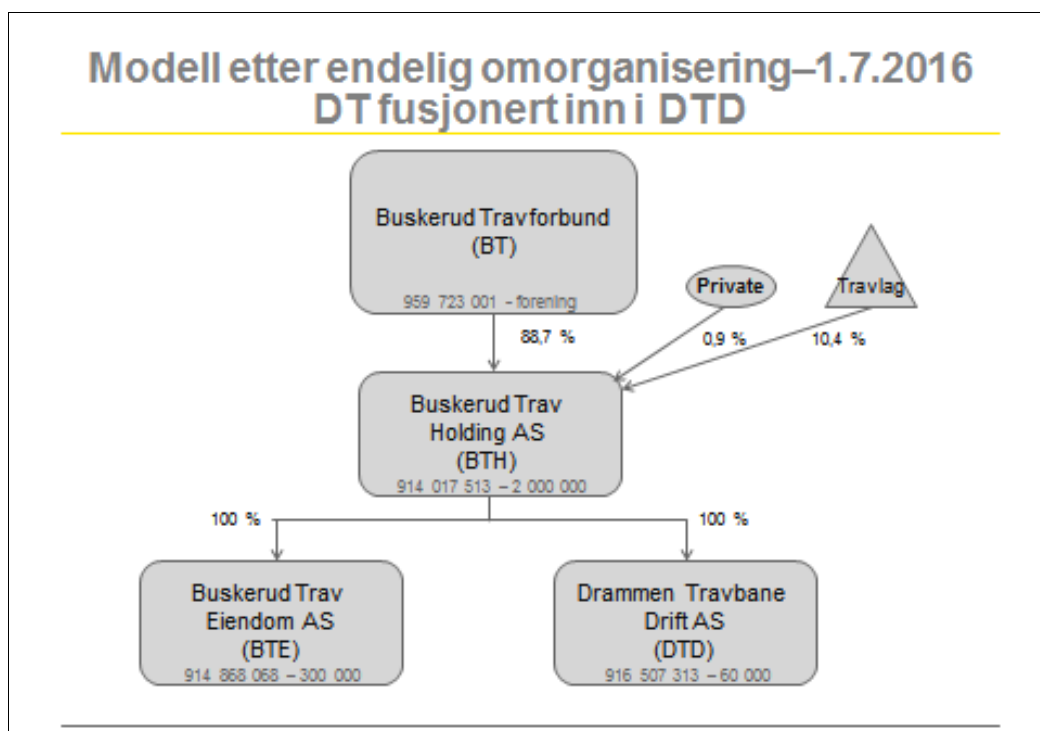 Modell etter endelig omorganisering–1.7.2016
DT fusjonert inn i DTD
Buskerud Travforbund
(BT)
959 723 001 - forening
Private
Travlag
88,7 %
0,9 %
10,4 %
Buskerud Trav
Holding AS
(BTH)
914 017 513 – 2 000 000
100 %
100 %
Buskerud Trav
Eiendom AS
(BTE)
914 868 068 – 300 000
Drammen Travbane
Drift AS
(DTD)
916 507 313 – 60 000